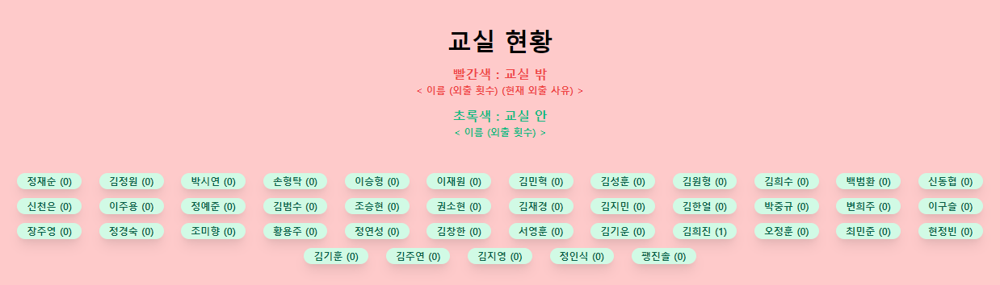 교실 현황
빨간색 : 교실 밖
< 이름 (외출 횟수) (현재 외출 사유) >
초록색 : 교실 안
< 이름 (외출 횟수) >
정재순 (0) 김정원 (0) 박시연 (0) 손형탁 (0) 이승형 (0) 이재원 (0) 김민혁 (0) 김성훈 (0) 김원형 (0) 김희수 (0) 백범환 (0) 신동협 (0)
신천은 (0) 이주용 (0) 정예준 (0) 김범수 (0) 조승현 (0) 권소현 (0) 김재경 (0) 김지민 (0) 김한얼 (0) 박중규 (0) 변희주 (0) 이구슬 (0)
장주영 (0) 정경숙 (0) 조미향 (0) 황용주 (0) 정연성 (0) 김창한 (0) 서영훈 (0) 김기운 (0) 김희진 (1) 오정훈 (0) 최민준 (0) 현정빈 (0)
김기훈 (0) 김주연 (0) 김지영 (0) 정인식 (0) 팽진솔 (0)